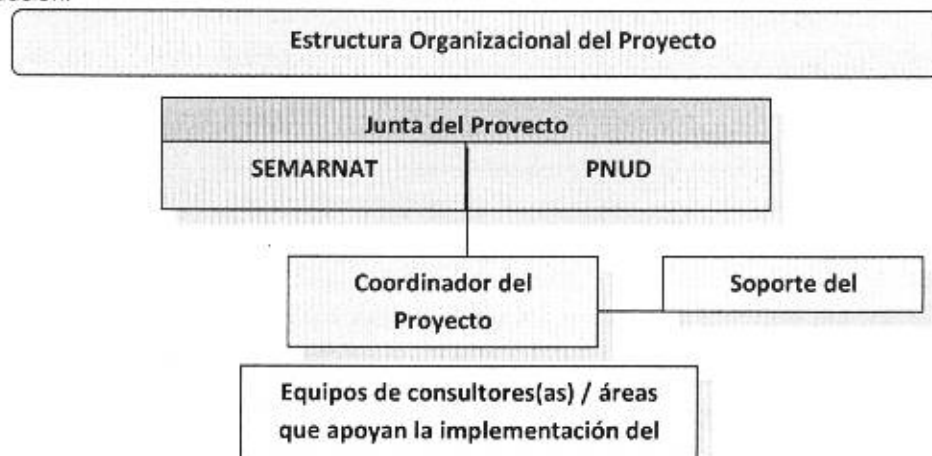 Estructura Organizacional del Proyecto
Junta del Proyecto
SEMARNAT PNUD
Coordinador del
Proyecto
Soporte del
Equipos de consultores(as) / áreas
que apoyan la implementación del